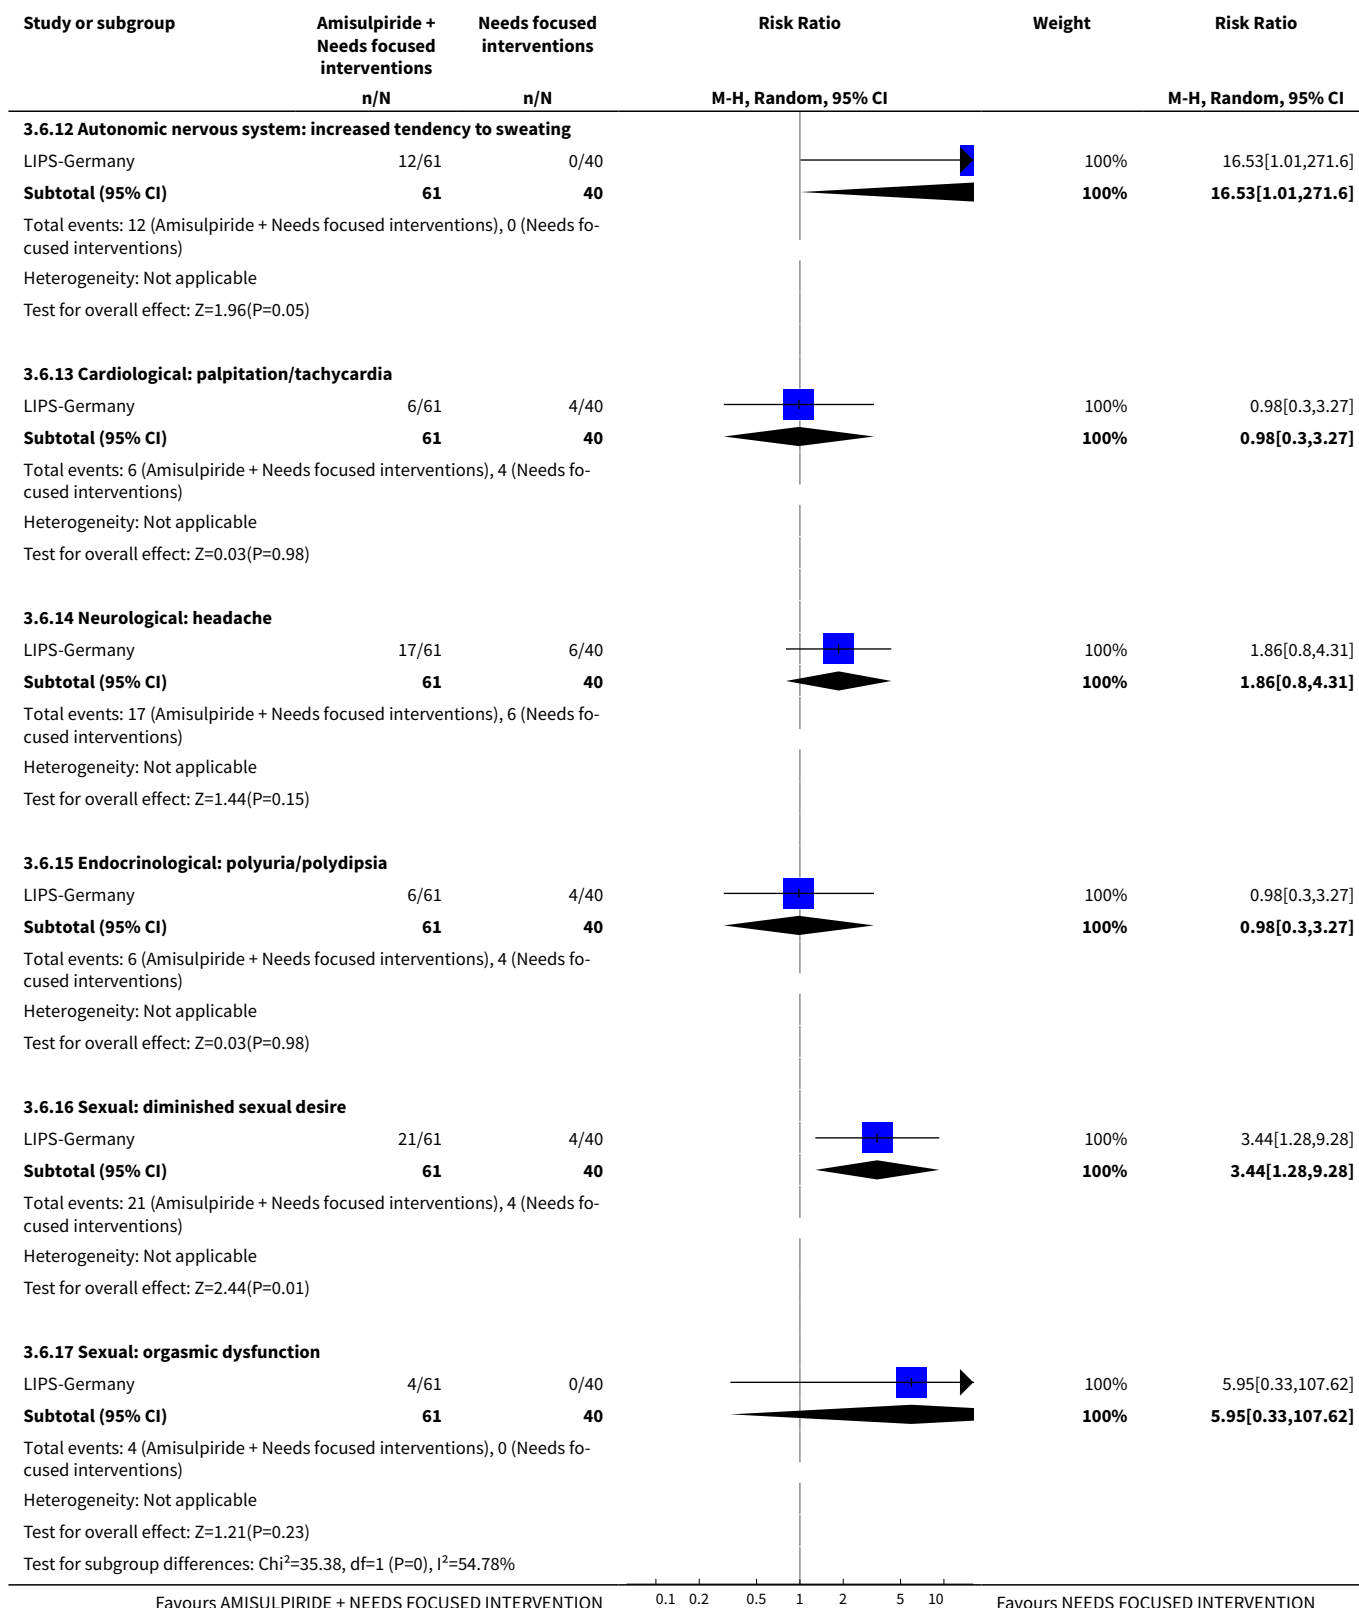 Study or subgroup Amisulpiride + Needs focused Risk Ratio Weight Risk Ratio
Needs focused interventions
interventions
n/N n/N M-H, Random, 95% CI M-H, Random, 95% CI
3.6.12 Autonomic nervous system: increased tendency to sweating
LIPS-Germany 12/61 0/40 100% 16.53[1.01,271.6]
Subtotal (95% CI) 61 40 100% 16.53[1.01,271.6]
Total events: 12 (Amisulpiride + Needs focused interventions), 0 (Needs fo-
cused interventions)
Heterogeneity: Not applicable
Test for overall effect: Z=1.96(P=0.05)
3.6.13 Cardiological: palpitation/tachycardia
LIPS-Germany 6/61 4/40 100% 0.98[0.3,3.27]
Subtotal (95% CI) 61 40 100% 0.98[0.3,3.27]
Total events: 6 (Amisulpiride + Needs focused interventions), 4 (Needs fo-
cused interventions)
Heterogeneity: Not applicable
Test for overall effect: Z=0.03(P=0.98)
3.6.14 Neurological: headache
LIPS-Germany 17/61 6/40 100% 1.86[0.8,4.31]
Subtotal (95% CI) 61 40 100% 1.86[0.8,4.31]
Total events: 17 (Amisulpiride + Needs focused interventions), 6 (Needs fo-
cused interventions)
Heterogeneity: Not applicable
Test for overall effect: Z=1.44(P=0.15)
3.6.15 Endocrinological: polyuria/polydipsia
LIPS-Germany 6/61 4/40 100% 0.98[0.3,3.27]
Subtotal (95% CI) 61 40 100% 0.98[0.3,3.27]
Total events: 6 (Amisulpiride + Needs focused interventions), 4 (Needs fo-
cused interventions)
Heterogeneity: Not applicable
Test for overall effect: Z=0.03(P=0.98)
3.6.16 Sexual: diminished sexual desire
LIPS-Germany 21/61 4/40 100% 3.44[1.28,9.28]
Subtotal (95% CI) 61 40 100% 3.44[1.28,9.28]
Total events: 21 (Amisulpiride + Needs focused interventions), 4 (Needs fo-
cused interventions)
Heterogeneity: Not applicable
Test for overall effect: Z=2.44(P=0.01)
3.6.17 Sexual: orgasmic dysfunction
LIPS-Germany 4/61 0/40 100% 5.95[0.33,107.62]
Subtotal (95% CI) 61 40 100% 5.95[0.33,107.62]
Total events: 4 (Amisulpiride + Needs focused interventions), 0 (Needs fo-
cused interventions)
Heterogeneity: Not applicable
Test for overall effect: Z=1.21(P=0.23)
Test for subgroup differences: Chi²=35.38, df=1 (P=0), I²=54.78%
Favours AMISULPIRIDE + NEEDS FOCUSED INTERVENTION 0.1 0.2 0.5 1 2 5 10 Favours NEEDS FOCUSED INTERVENTION